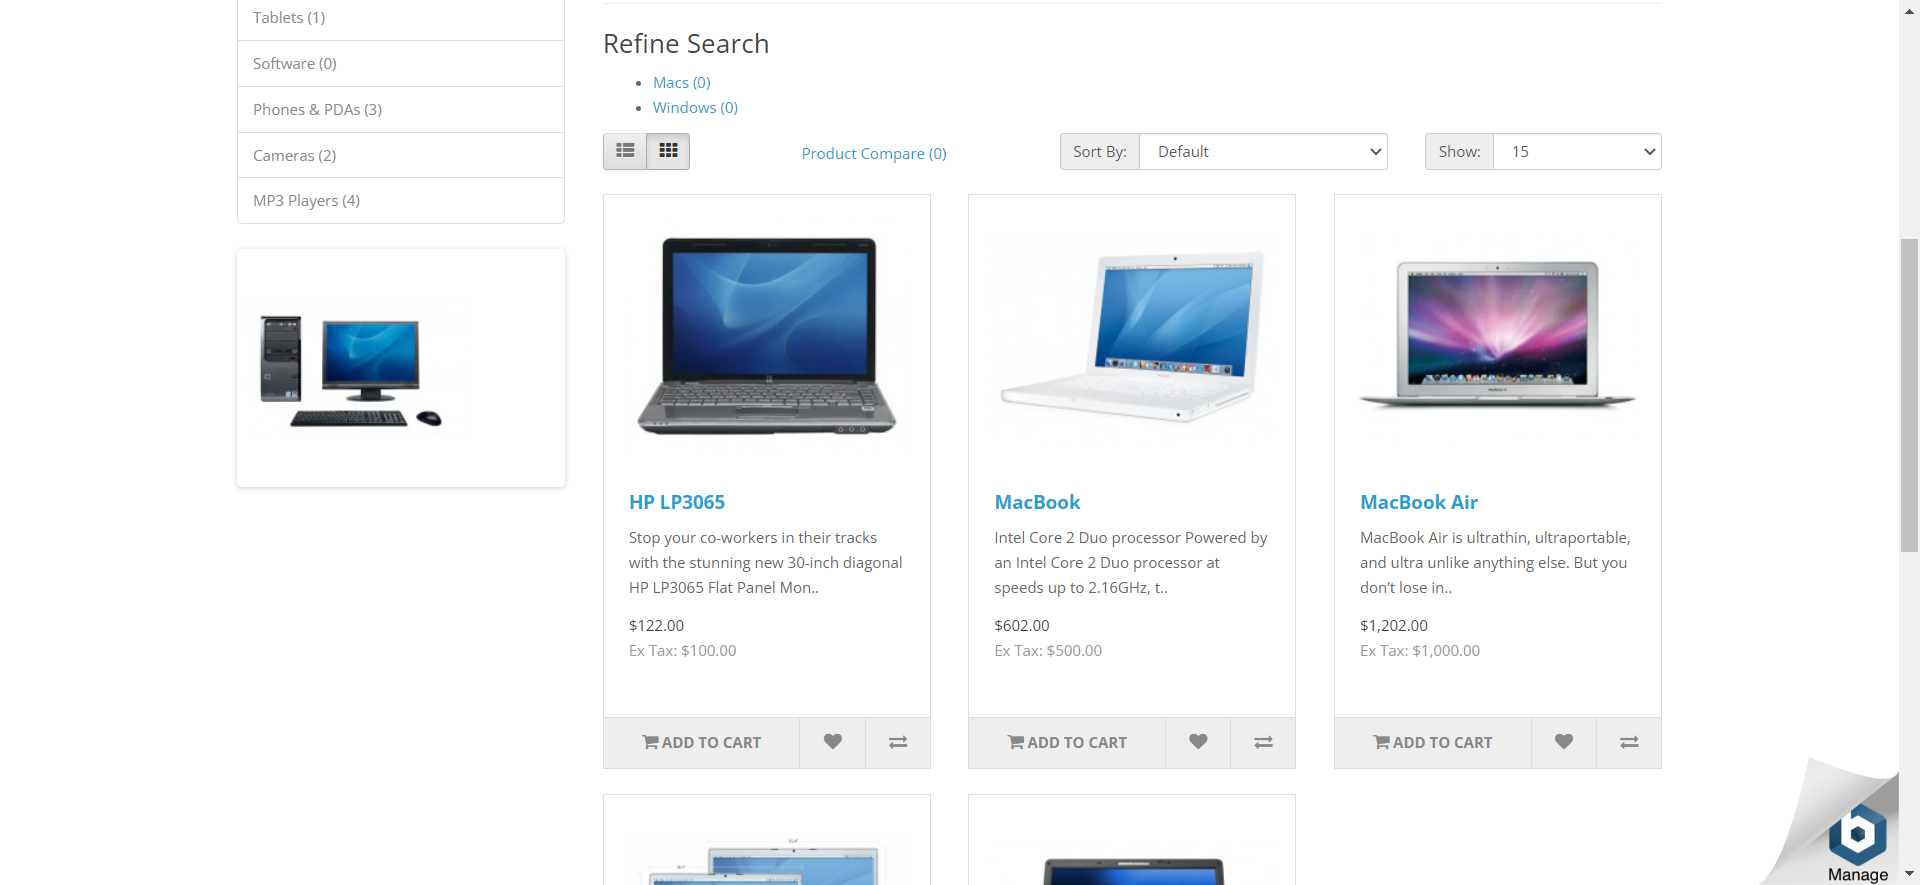 Tablets (1)
Software (0)
Phones & PDAs (3)
Cameras (2)
MP3 Players (4)
Refine Search
Macs (0)
Windows (0)
Product Compare (0)
Sort By:
Default
Show:
15
HP LP3065
Stop your co-workers in their tracks
with the stunning new 30-inch diagonal
HP LP3065 Flat Panel Mon..
$122.00
Ex Tax: $100.00
ADD TO CART
MacBook
Intel Core 2 Duo processor Powered by
an Intel Core 2 Duo processor at
speeds up to 2.16GHz, t..
$602.00
Ex Tax: $500.00
ADD TO CART
MacBook Air
MacBook Air is ultrathin, ultraportable,
and ultra unlike anything else. But you
don’t lose in..
$1,202.00
Ex Tax: $1,000.00
ADD TO CART
Manage